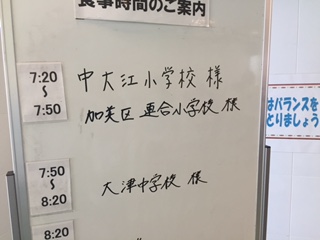 食事時間のご案内
7:20
～
7:50
中大江小学校 様
加美区 連合小学校 様
7:50
～
8:20
大津中学校 様
8:20
はバランスを
とりましょう